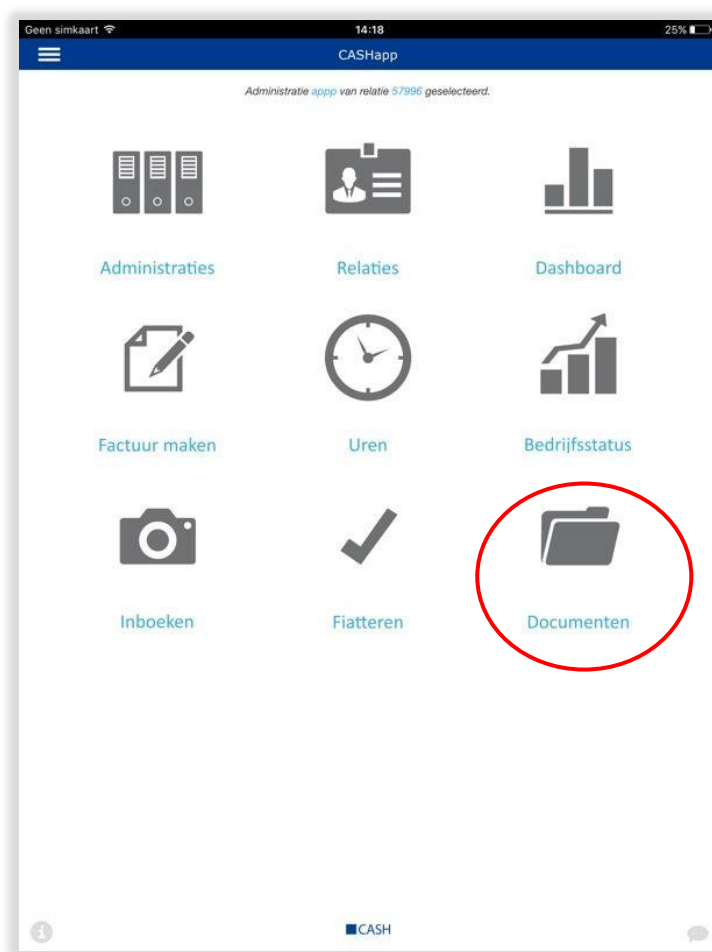 Geen simkaart 14:18 25%
CASHapp
Administratie appp van relatie 57996 geselecteerd.
Administraties Relaties Dashboard
Factuur maken Uren Bedrijfsstatus
Inboeken Fiatteren Documenten
CASH